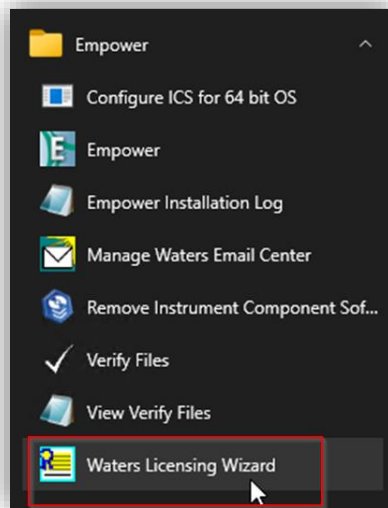 Empower
Configure ICS for 64 bit OS
Empower
Empower Installation Log
Manage Waters Email Center
Remove Instrument Component Sof...
Verify Files
View Verify Files
Waters Licensing Wizard